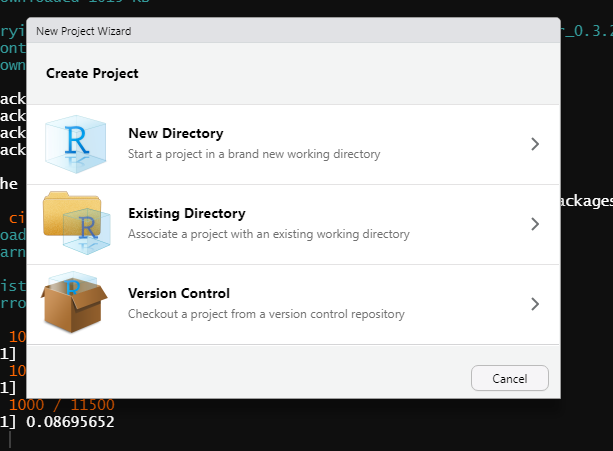 ownloaded 1019 KB
New Project Wizard
ryi
r_0.3.2
ont
own
Create Project
ack
ack
ack
ack
New Directory
Start a project in a brand new working directory
he
ackages
ci
oad
arn
Existing Directory
Associate a project with an existing working directory
ist
rro
Version Control
Checkout a project from a version control repository
10
1]
10
1]
Cancel
1000 / 11500
1] 0.08695652